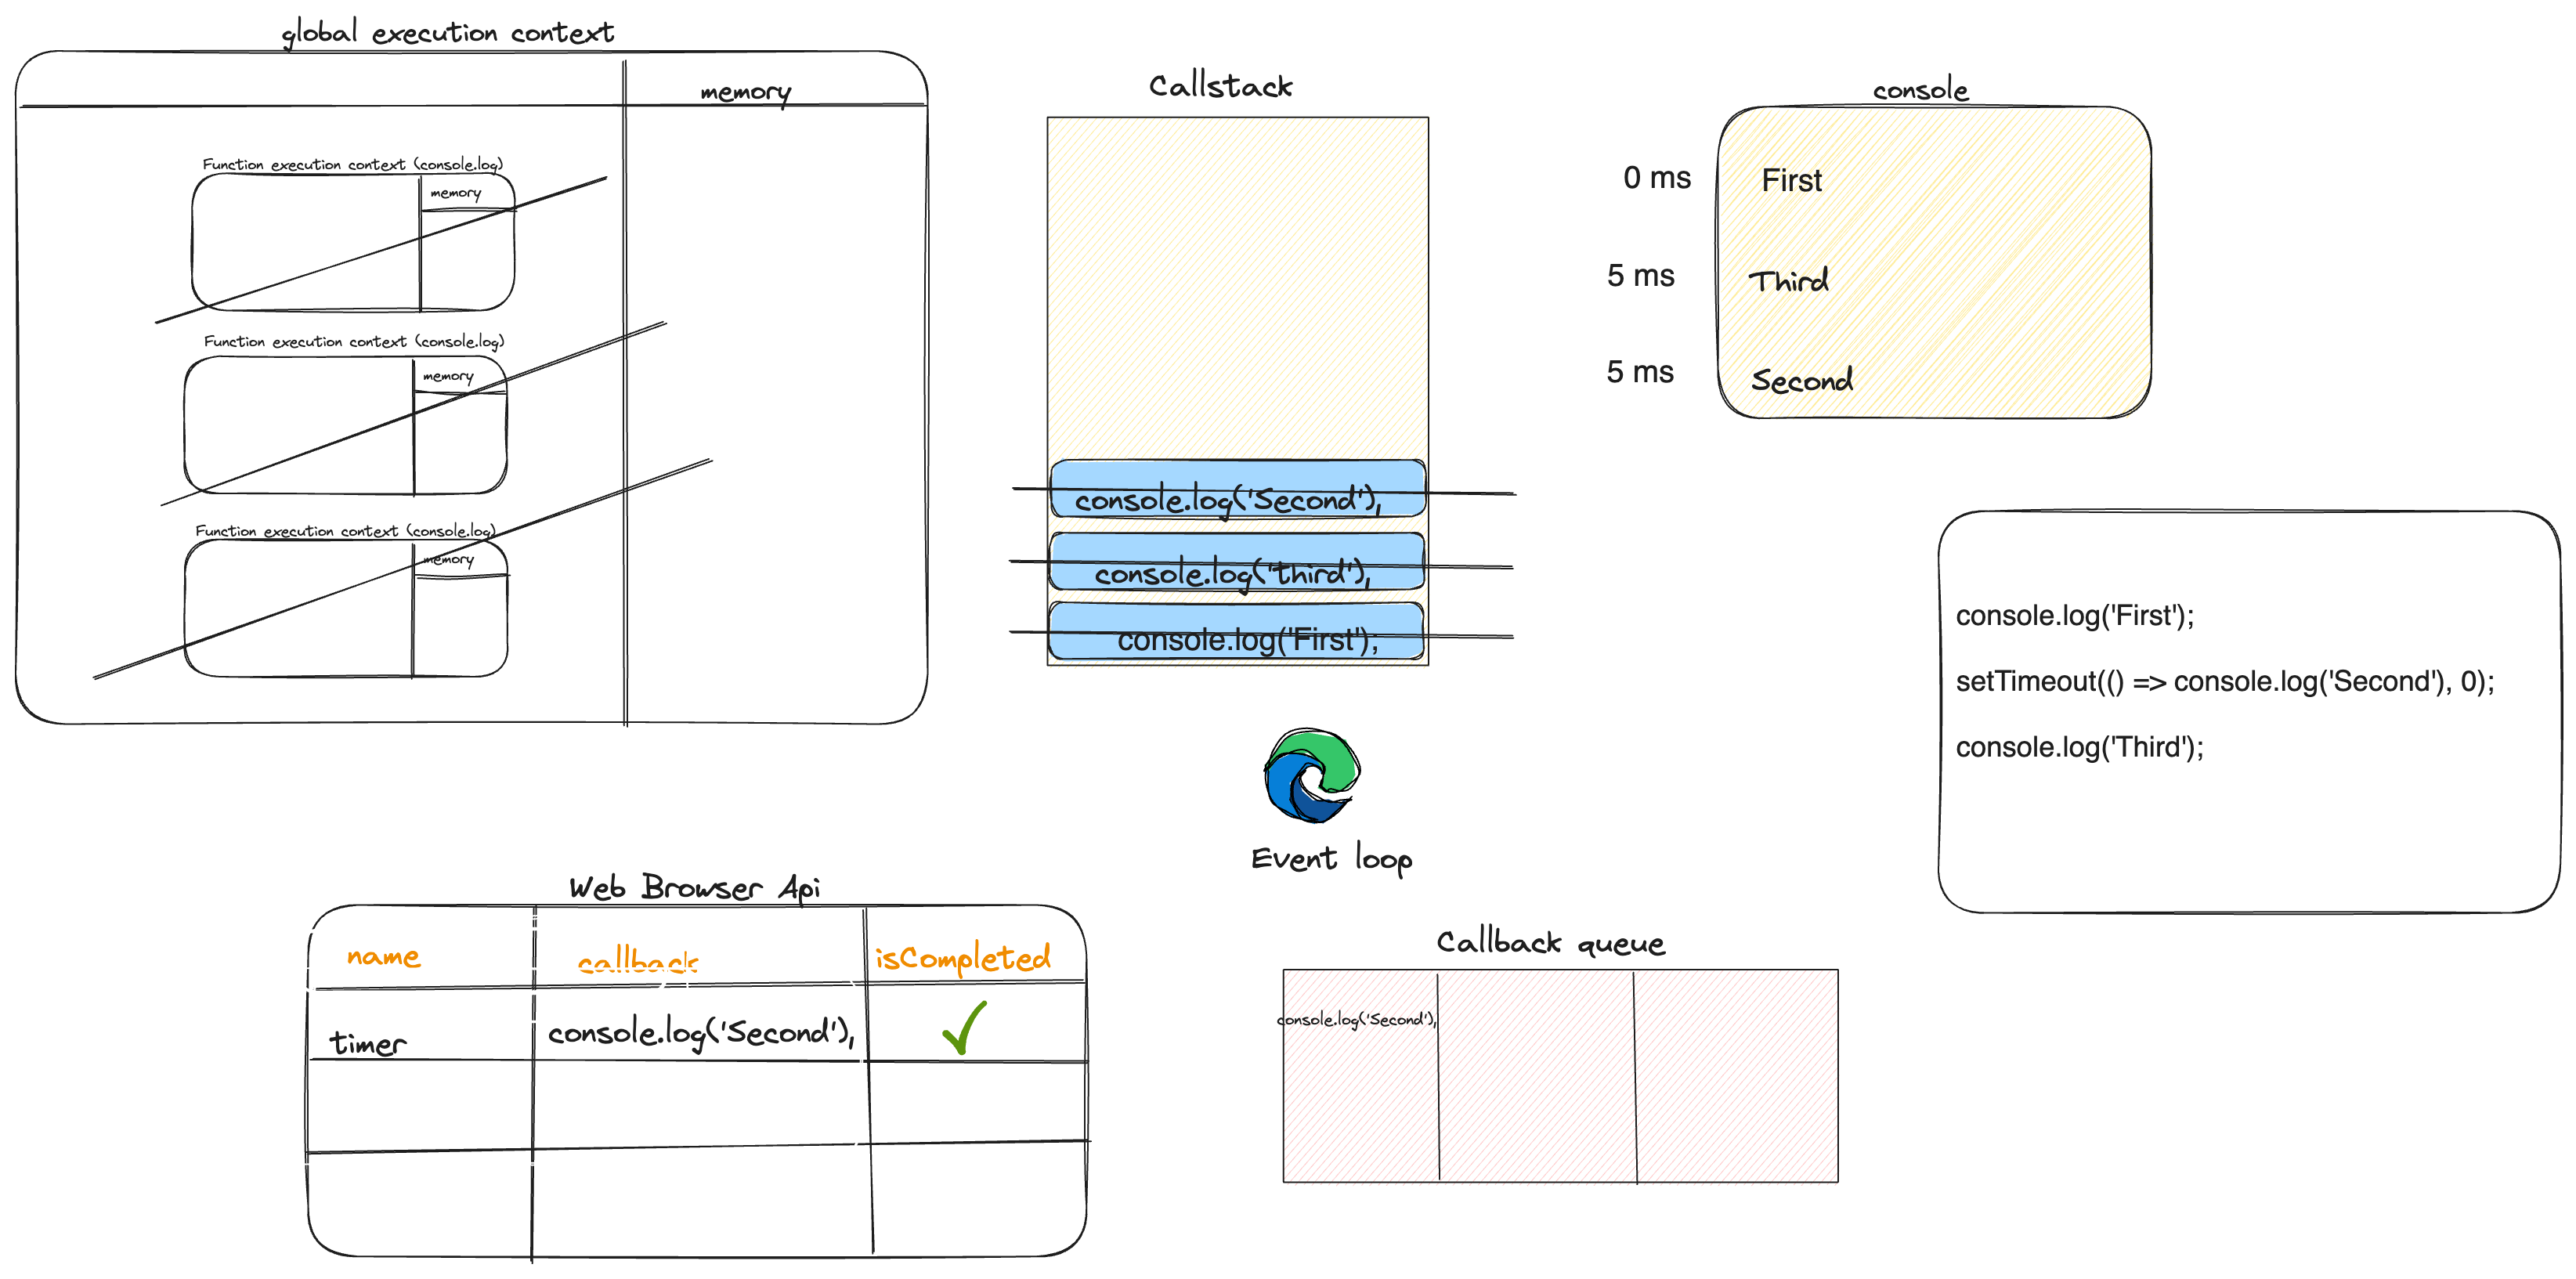 global execution context
memory
Function execution context (console.log)
memory
Function execution context (console.log)
memory
Function execution context (console.log)
memory
Callstack
console.log('Second'),
console.log('third'),
console.log('First');
console
0 ms
First
5 ms
Third
5 ms
Second
console.log('First');
setTimeout(() => console.log('Second'), 0);
console.log('Third');
Event loop
Web Browser Api
name
callback
isCompleted
timer
console.log('Second'),
Callback queue
console.log('Second'),